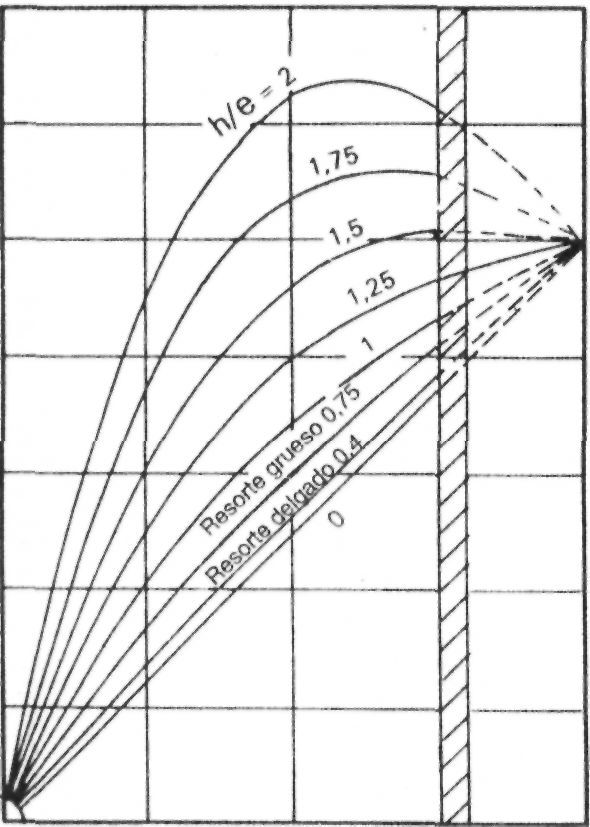 h/e = 2
1,75
1,5
1,25
1
Resorte grueso 0,75
Resorte delgado 0,4
0